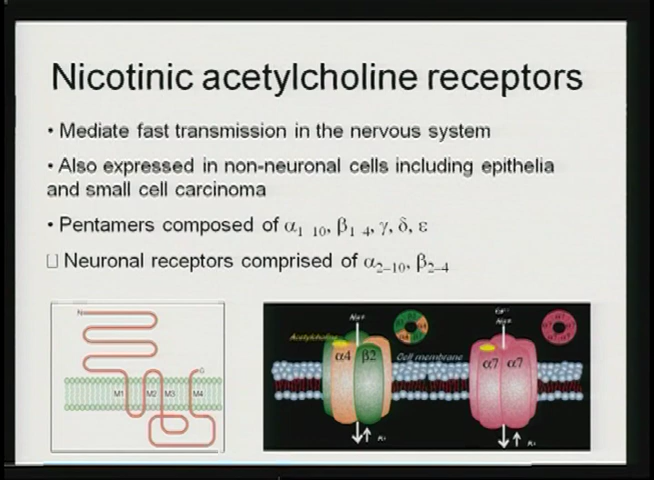 Nicotinic acetylcholine receptors
• Mediate fast transmission in the nervous system
• Also expressed in non-neuronal cells including epithelia
and small cell carcinoma
• Pentamers composed of α1–10, β1–4, γ, δ, ε
□ Neuronal receptors comprised of α2–10, β2–4
N
C
M1 M2 M3 M4
Acetylcholine
α4 β2
Cell membrane
α7 α7